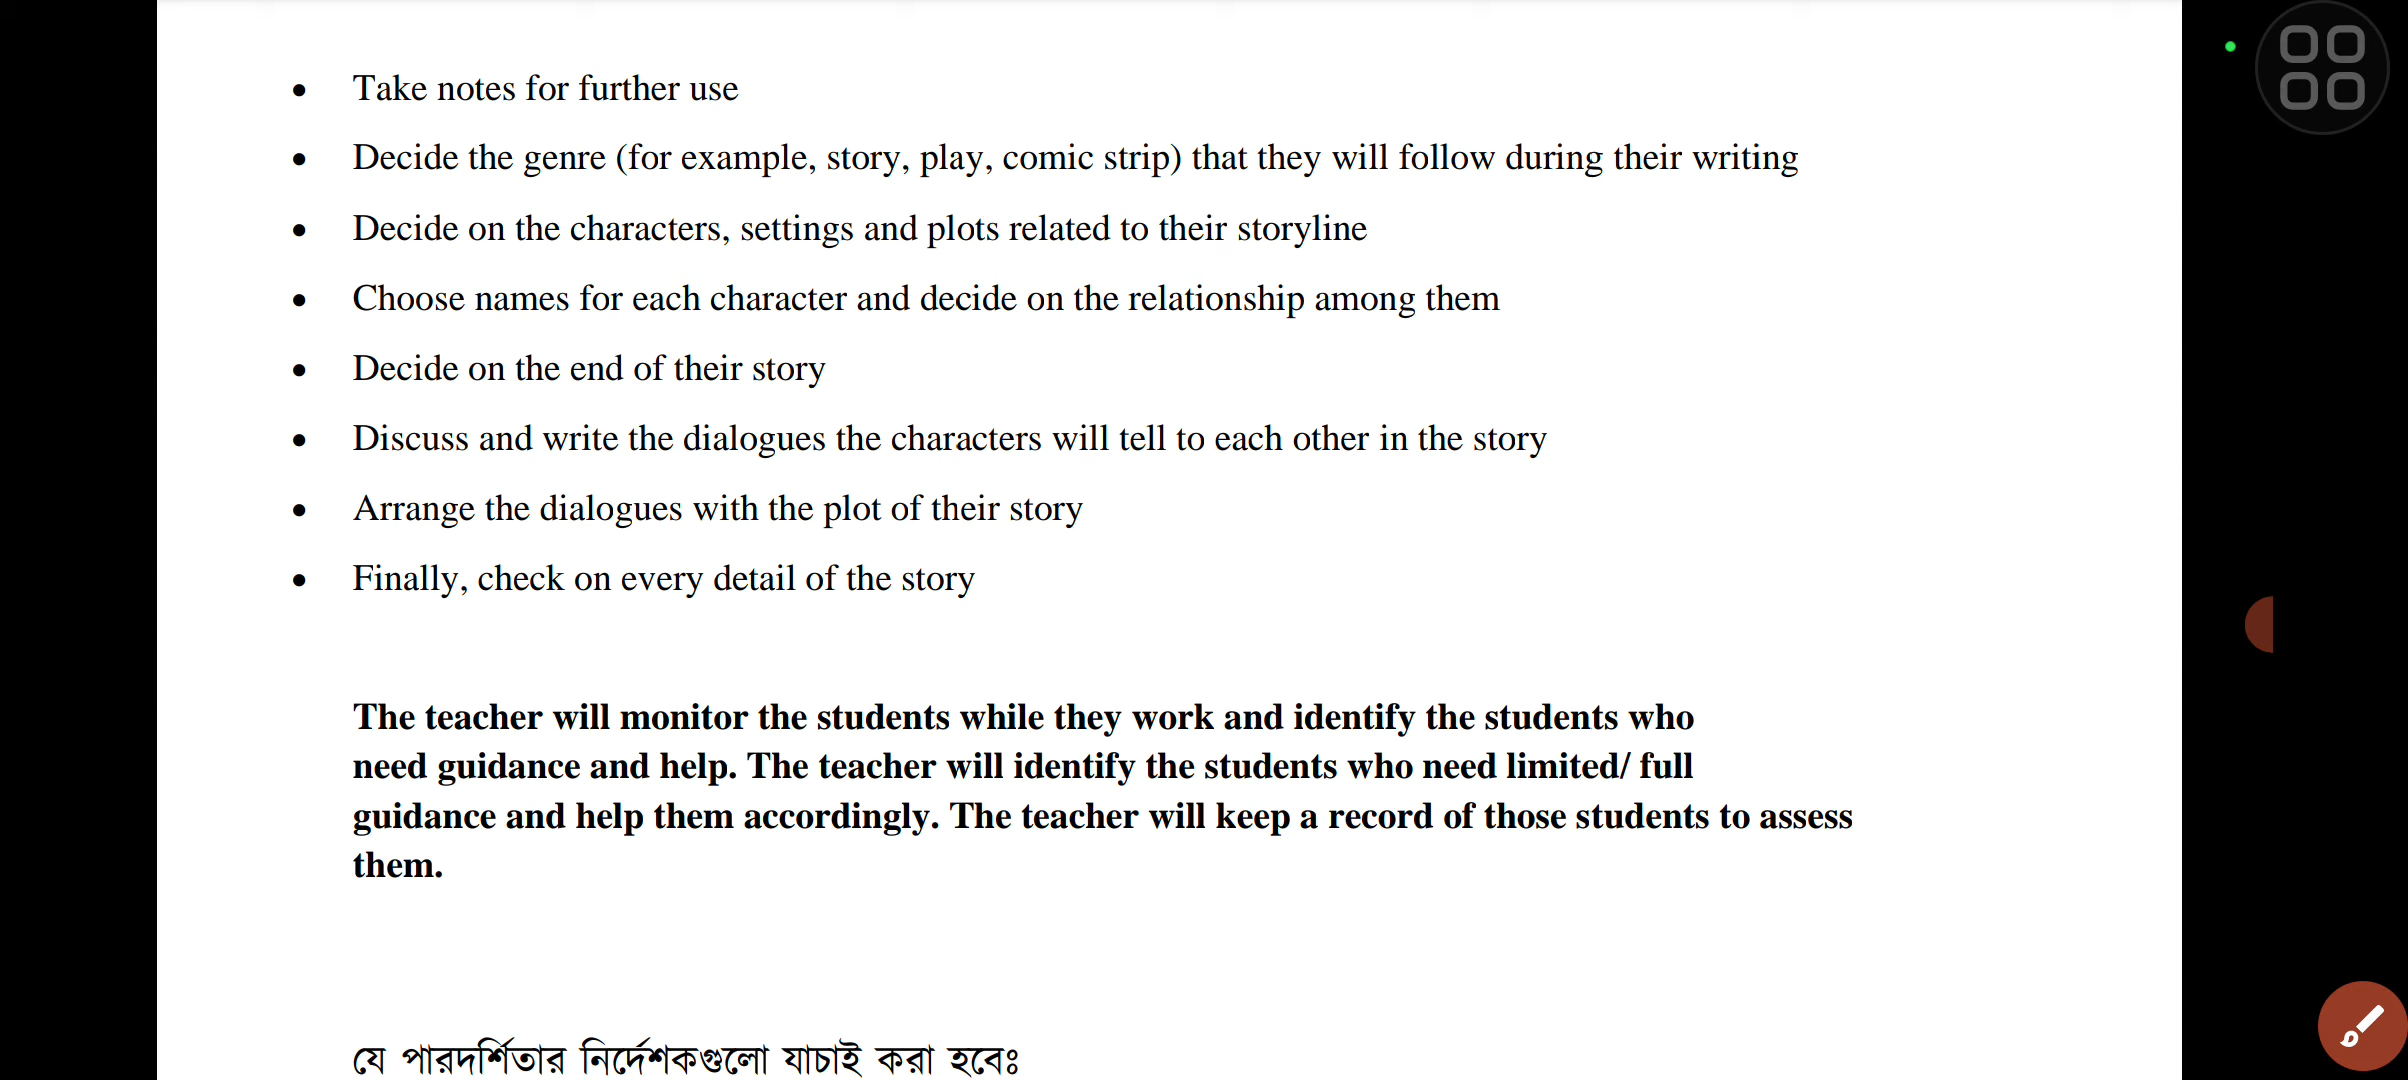 • Take notes for further use
• Decide the genre (for example, story, play, comic strip) that they will follow during their writing
• Decide on the characters, settings and plots related to their storyline
• Choose names for each character and decide on the relationship among them
• Decide on the end of their story
• Discuss and write the dialogues the characters will tell to each other in the story
• Arrange the dialogues with the plot of their story
• Finally, check on every detail of the story
The teacher will monitor the students while they work and identify the students who
need guidance and help. The teacher will identify the students who need limited/ full
guidance and help them accordingly. The teacher will keep a record of those students to assess
them.
যে পারদর্শিতার নির্দেশকগুলো যাচাই করা হবেঃ